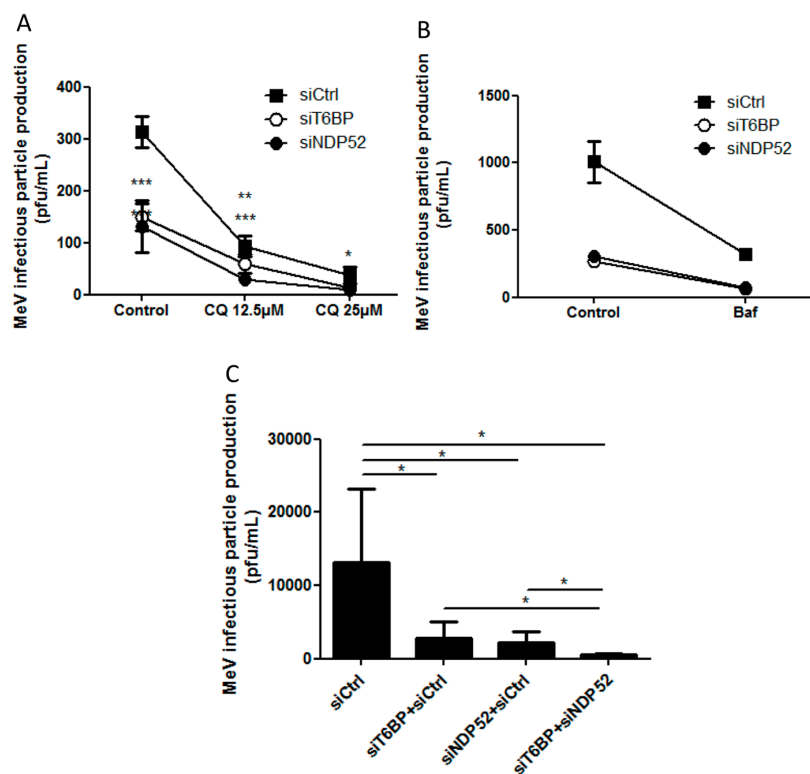 A
MeV infectious particle production
(pfu/mL)
400
300
200
100
0
siCtrl
siT6BP
siNDP52
***
***
**
***
*
Control
CQ 12.5µM
CQ 25µM
B
MeV infectious particle production
(pfu/mL)
1500
1000
500
0
siCtrl
siT6BP
siNDP52
Control
Baf
C
MeV infectious particle production
(pfu/mL)
30000
20000
10000
0
*
*
*
*
*
siCtrl
siT6BP+siCtrl
siNDP52+siCtrl
siT6BP+siNDP52